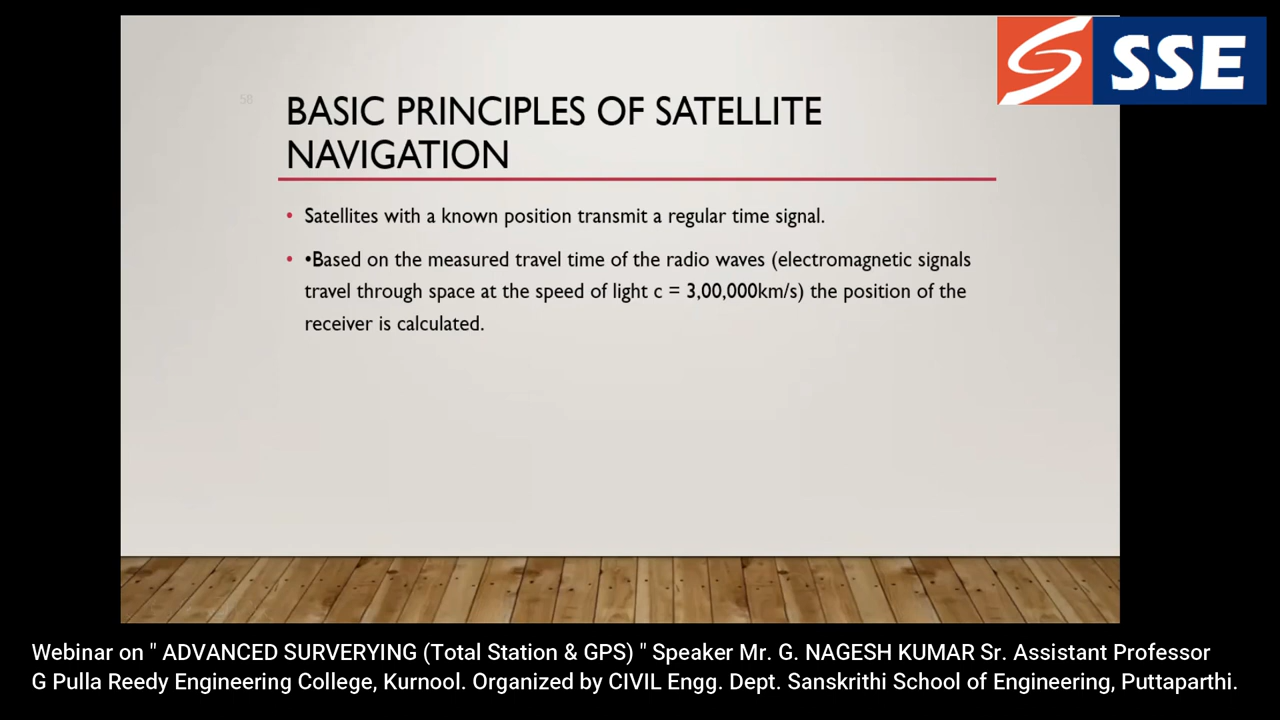 SSE
58
BASIC PRINCIPLES OF SATELLITE
NAVIGATION
• Satellites with a known position transmit a regular time signal.
• •Based on the measured travel time of the radio waves (electromagnetic signals
travel through space at the speed of light c = 3,00,000km/s) the position of the
receiver is calculated.
Webinar on " ADVANCED SURVERYING (Total Station & GPS) " Speaker Mr. G. NAGESH KUMAR Sr. Assistant Professor
G Pulla Reedy Engineering College, Kurnool. Organized by CIVIL Engg. Dept. Sanskrithi School of Engineering, Puttaparthi.